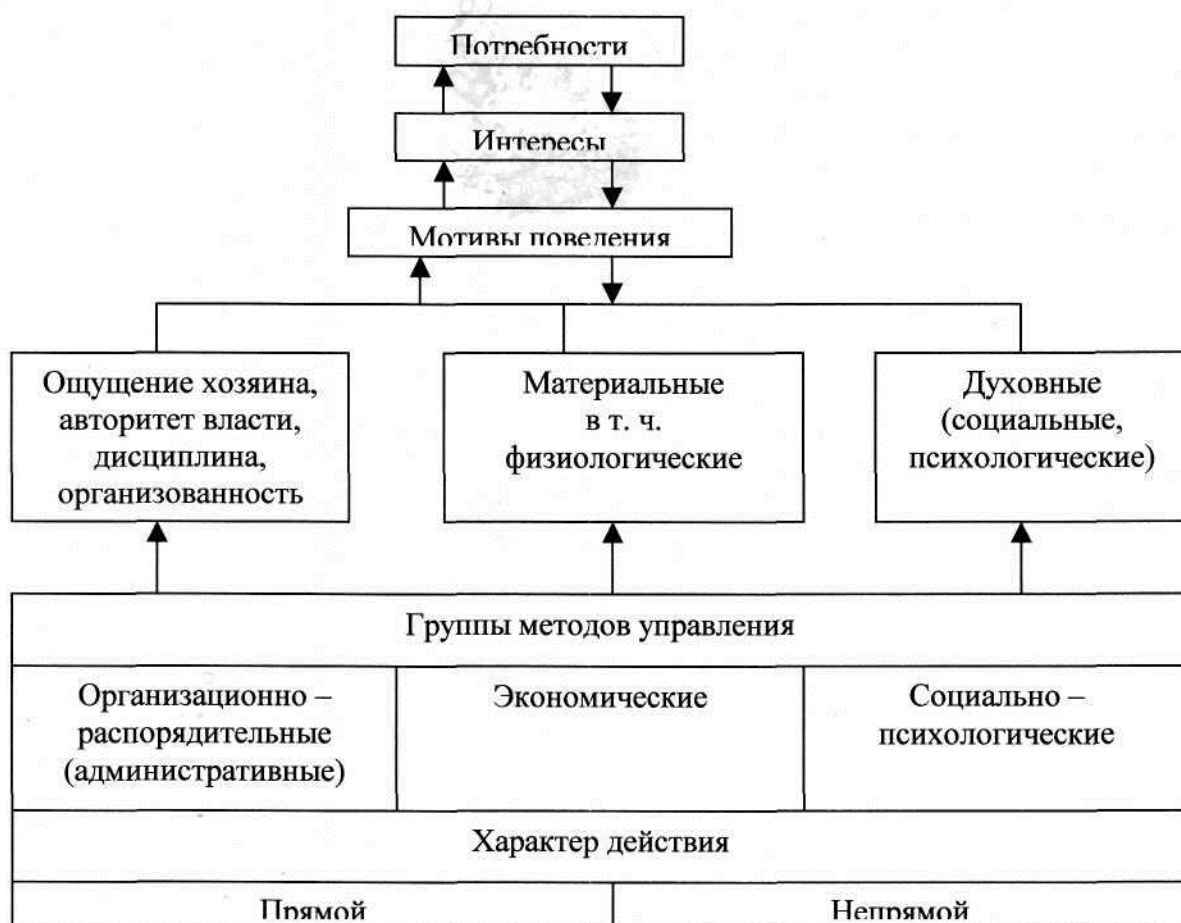 Потребности
Интересы
Мотивы поведения
Ощущение хозяина,
авторитет власти,
дисциплина,
организованность
Материальные
в т. ч.
физиологические
Духовные
(социальные,
психологические)
Группы методов управления
Организационно –
распорядительные
(административные)
Экономические
Социально –
психологические
Характер действия
Прямой
Непрямой